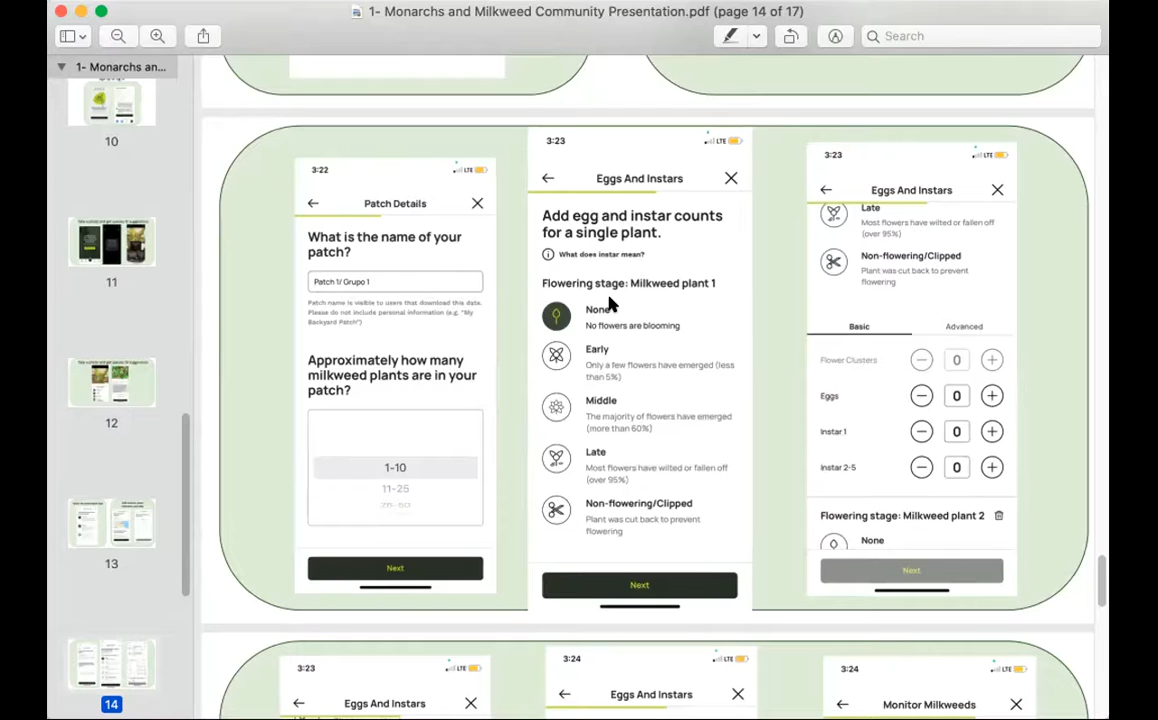 1- Monarchs and Milkweed Community Presentation.pdf (page 14 of 17)
Search
1- Monarchs an...
10
11
12
13
14
3:22
LTE
Patch Details
What is the name of your
patch?
Patch 1/ Grupo 1
Patch name is visible to users that download this data.
Please do not include personal information (e.g. "My
Backyard Patch")
Approximately how many
milkweed plants are in your
patch?
1-10
11-25
26-50
Next
3:23
LTE
Eggs And Instars
Add egg and instar counts
for a single plant.
What does instar mean?
Flowering stage: Milkweed plant 1
None
No flowers are blooming
Early
Only a few flowers have emerged (less
than 5%)
Middle
The majority of flowers have emerged
(more than 60%)
Late
Most flowers have wilted or fallen off
(over 95%)
Non-flowering/Clipped
Plant was cut back to prevent
flowering
Next
3:23
LTE
Eggs And Instars
Late
Most flowers have wilted or fallen off
(over 95%)
Non-flowering/Clipped
Plant was cut back to prevent
flowering
Basic Advanced
Flower Clusters 0
Eggs 0
Instar 1 0
Instar 2-5 0
Flowering stage: Milkweed plant 2
None
Next
3:23
LTE
Eggs And Instars
3:24
LTE
Eggs And Instars
3:24
LTE
Monitor Milkweeds